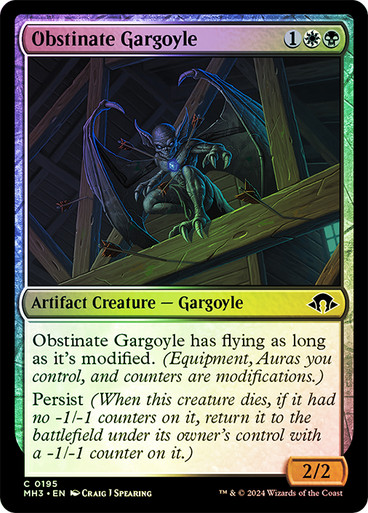 Obstinate Gargoyle 1
Artifact Creature — Gargoyle
Obstinate Gargoyle has flying as long
as it's modified. (Equipment, Auras you
control, and counters are modifications.)
Persist (When this creature dies, if it had
no -1/-1 counters on it, return it to the
battlefield under its owner's control with
a -1/-1 counter on it.)
2/2
C 0195
MH3 • EN Craig J Spearing
™ & © 2024 Wizards of the Coast